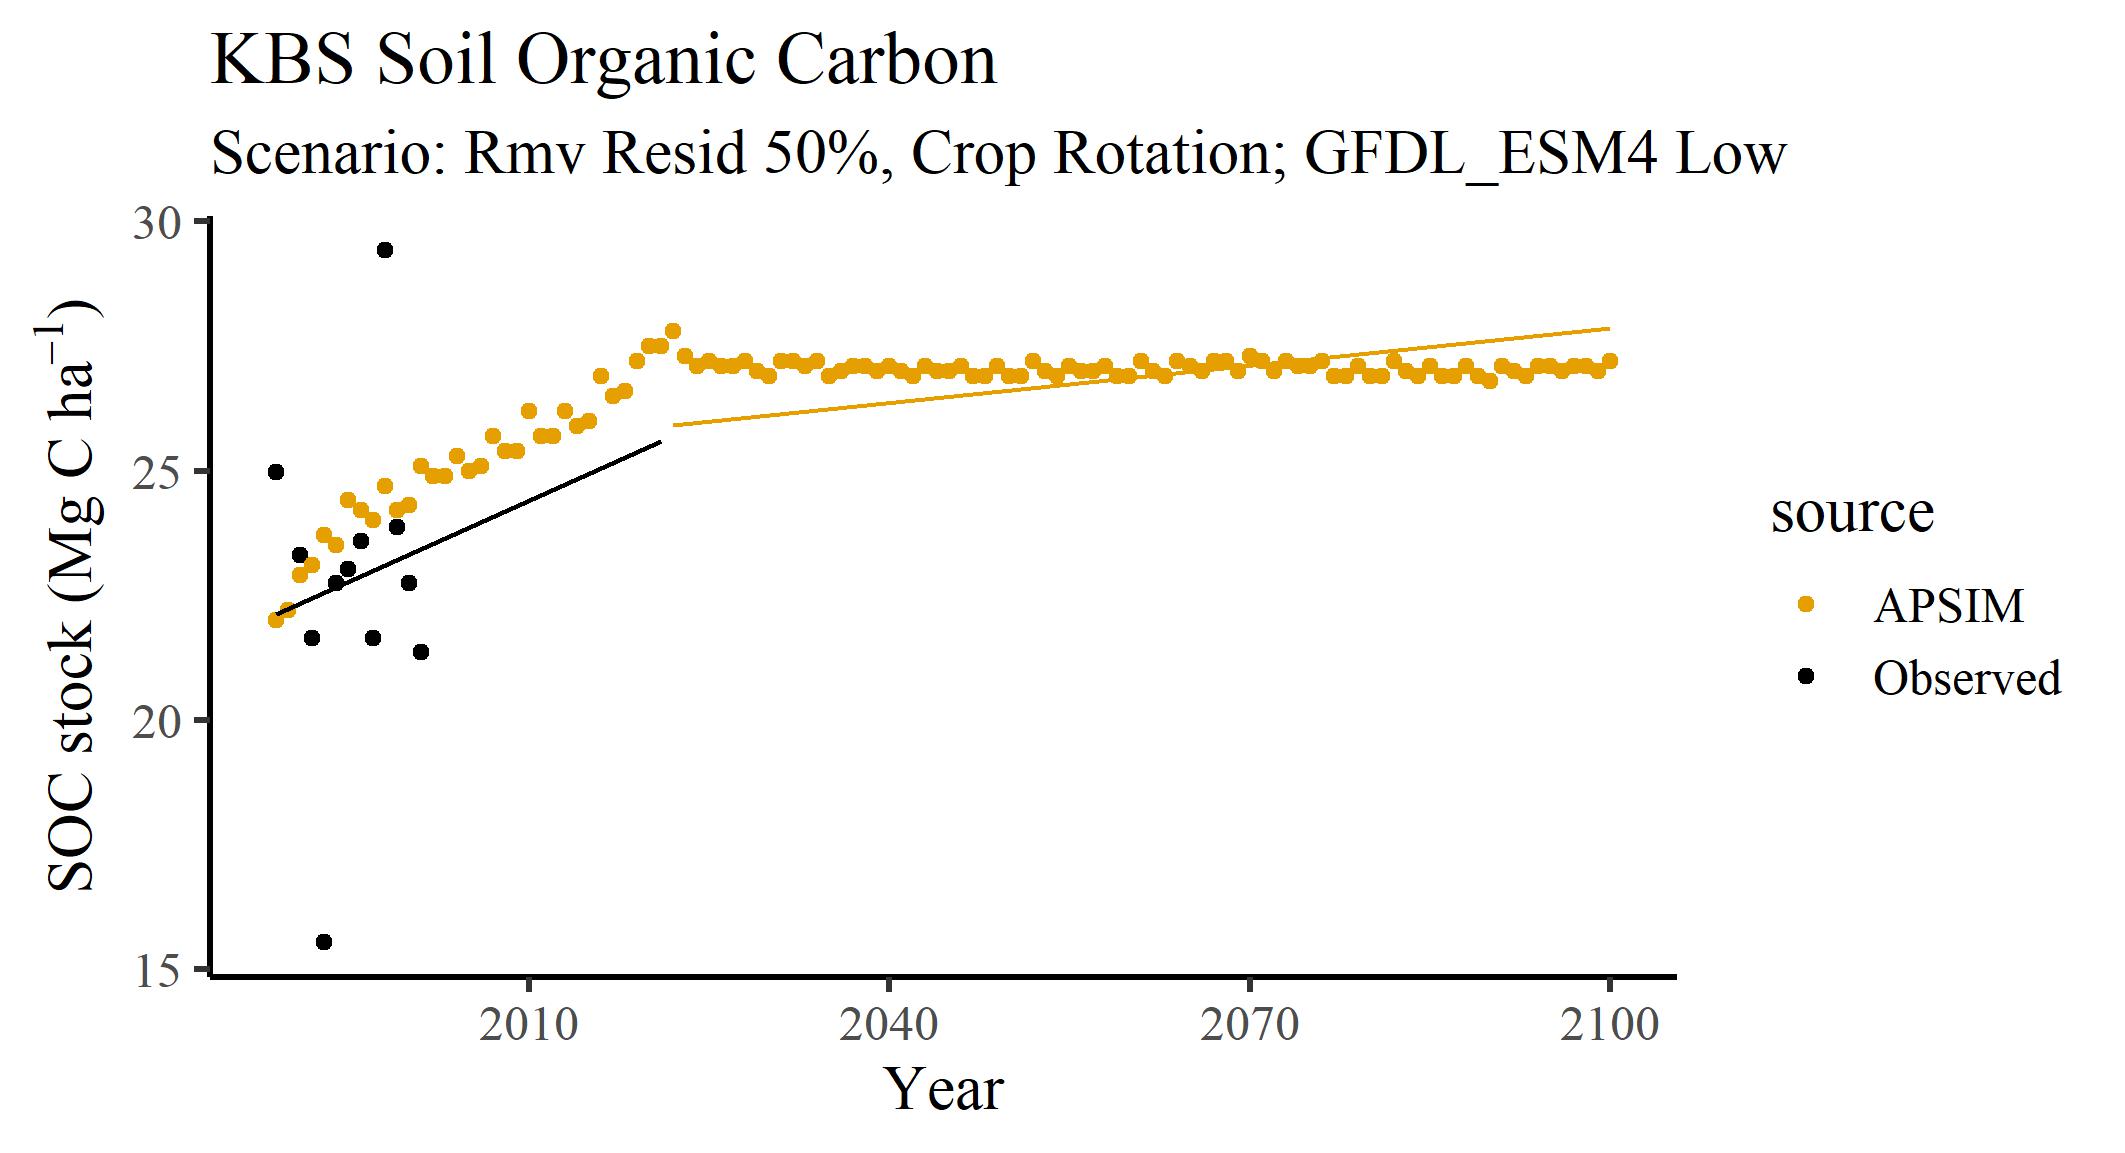 KBS Soil Organic Carbon
Scenario: Rmv Resid 50%, Crop Rotation; GFDL_ESM4 Low
SOC stock (Mg C ha⁻¹)
30
25
20
15
2010 2040 2070 2100
Year
source
APSIM
Observed